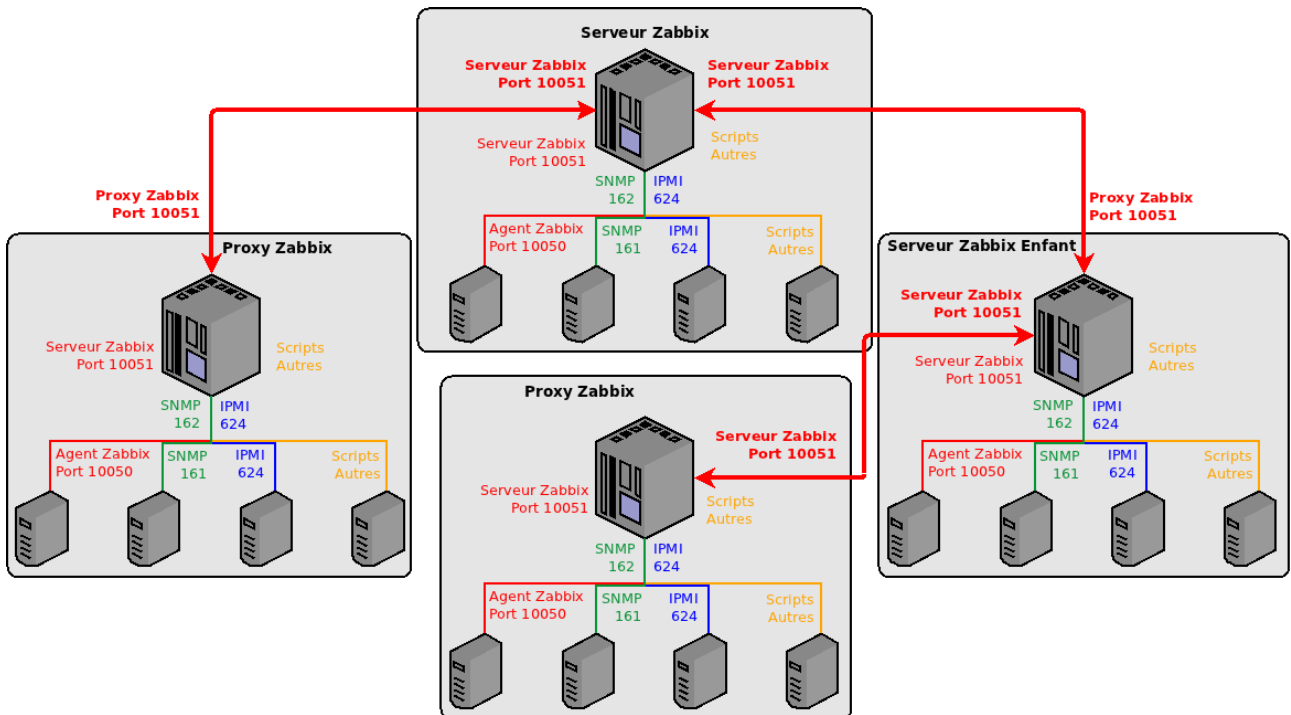 Serveur Zabbix
Serveur Zabbix
Port 10051
Serveur Zabbix
Port 10051
Serveur Zabbix
Port 10051
Scripts
Autres
SNMP
162
IPMI
624
Agent Zabbix
Port 10050
SNMP
161
IPMI
624
Scripts
Autres
Proxy Zabbix
Port 10051
Proxy Zabbix
Serveur Zabbix
Port 10051
Scripts
Autres
SNMP
162
IPMI
624
Agent Zabbix
Port 10050
SNMP
161
IPMI
624
Scripts
Autres
Proxy Zabbix
Port 10051
Serveur Zabbix Enfant
Serveur Zabbix
Port 10051
Serveur Zabbix
Port 10051
Scripts
Autres
SNMP
162
IPMI
624
Agent Zabbix
Port 10050
SNMP
161
IPMI
624
Scripts
Autres
Proxy Zabbix
Serveur Zabbix
Port 10051
Serveur Zabbix
Port 10051
Scripts
Autres
SNMP
162
IPMI
624
Agent Zabbix
Port 10050
SNMP
161
IPMI
624
Scripts
Autres